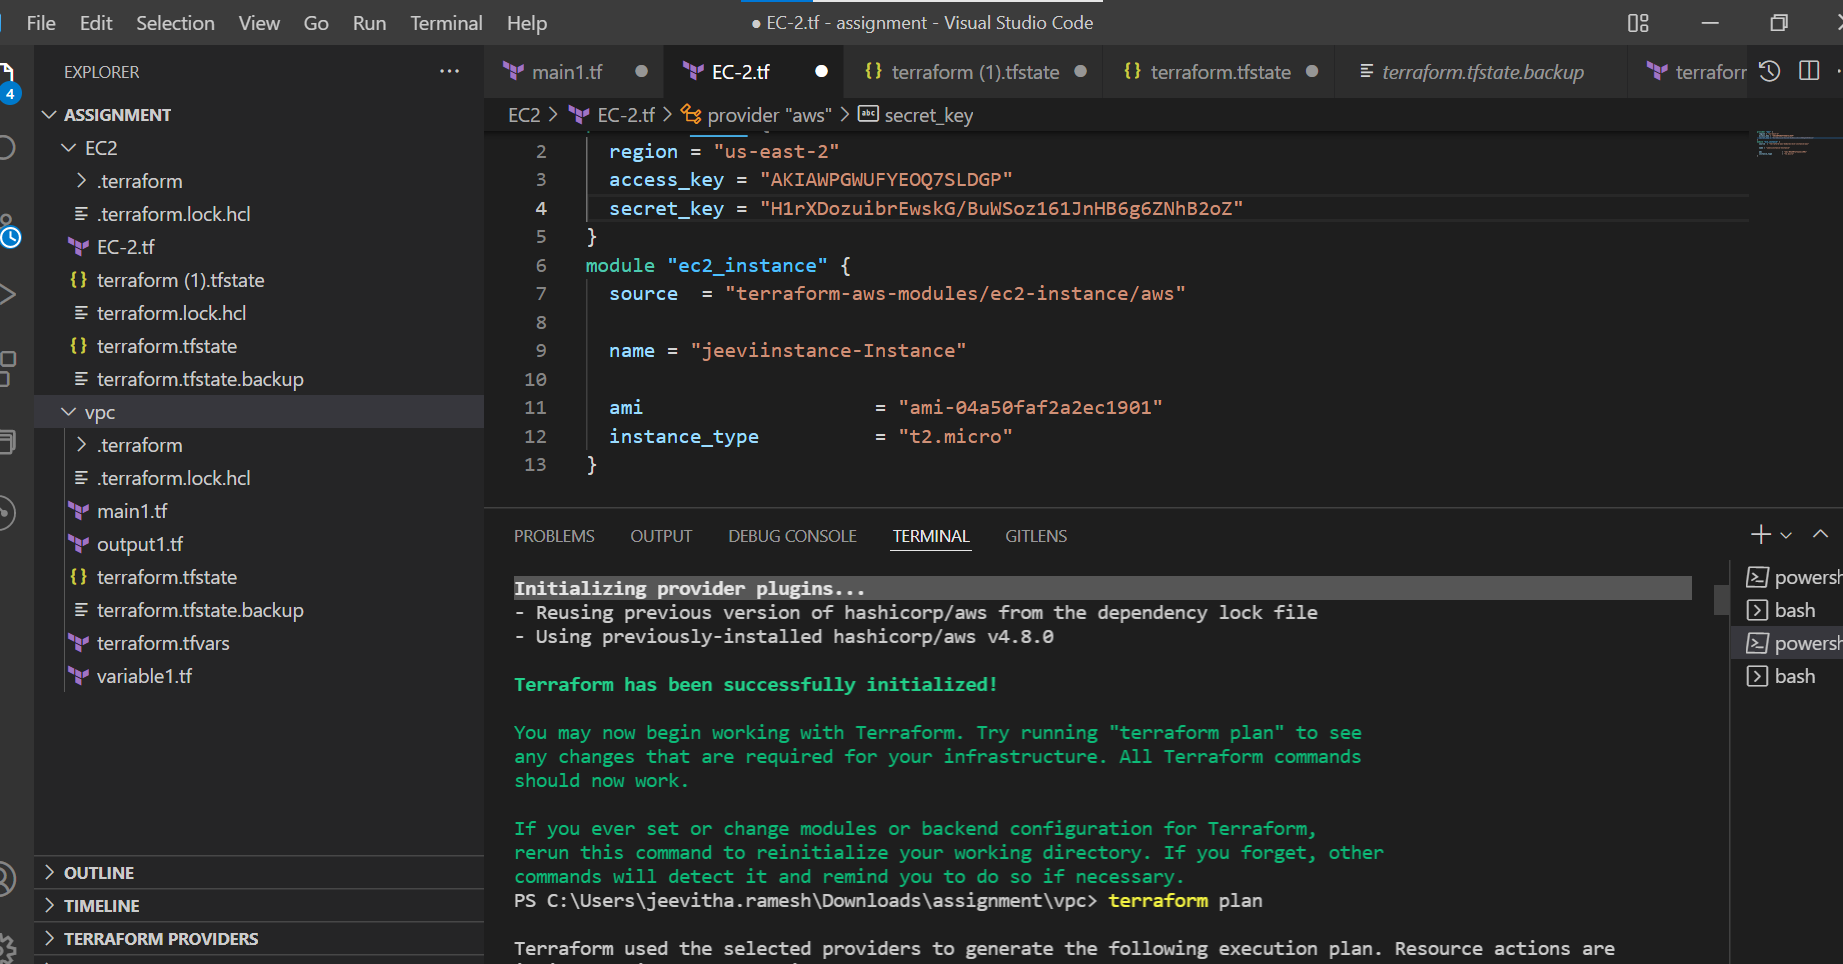 File Edit Selection View Go Run Terminal Help
● EC-2.tf - assignment - Visual Studio Code
EXPLORER
4
ASSIGNMENT
EC2
.terraform
.terraform.lock.hcl
EC-2.tf
terraform (1).tfstate
terraform.lock.hcl
terraform.tfstate
terraform.tfstate.backup
vpc
.terraform
.terraform.lock.hcl
main1.tf
output1.tf
terraform.tfstate
terraform.tfstate.backup
terraform.tfvars
variable1.tf
OUTLINE
TIMELINE
TERRAFORM PROVIDERS
main1.tf EC-2.tf terraform (1).tfstate terraform.tfstate terraform.tfstate.backup terraform
EC2 > EC-2.tf > provider "aws" > abc secret_key
2 region = "us-east-2"
3 access_key = "AKIAWPGWUFYEOQ7SLDGP"
4 secret_key = "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"
5 }
6 module "ec2_instance" {
7 source = "terraform-aws-modules/ec2-instance/aws"
8
9 name = "jeeviinstance-Instance"
10
11 ami = "ami-04a50faf2a2ec1901"
12 instance_type = "t2.micro"
13 }
PROBLEMS OUTPUT DEBUG CONSOLE TERMINAL GITLENS
Initializing provider plugins...
- Reusing previous version of hashicorp/aws from the dependency lock file
- Using previously-installed hashicorp/aws v4.8.0
Terraform has been successfully initialized!
You may now begin working with Terraform. Try running "terraform plan" to see
any changes that are required for your infrastructure. All Terraform commands
should now work.
If you ever set or change modules or backend configuration for Terraform,
rerun this command to reinitialize your working directory. If you forget, other
commands will detect it and remind you to do so if necessary.
PS C:\Users\jeevitha.ramesh\Downloads\assignment\vpc> terraform plan
Terraform used the selected providers to generate the following execution plan. Resource actions are
powersh
bash
powersh
bash